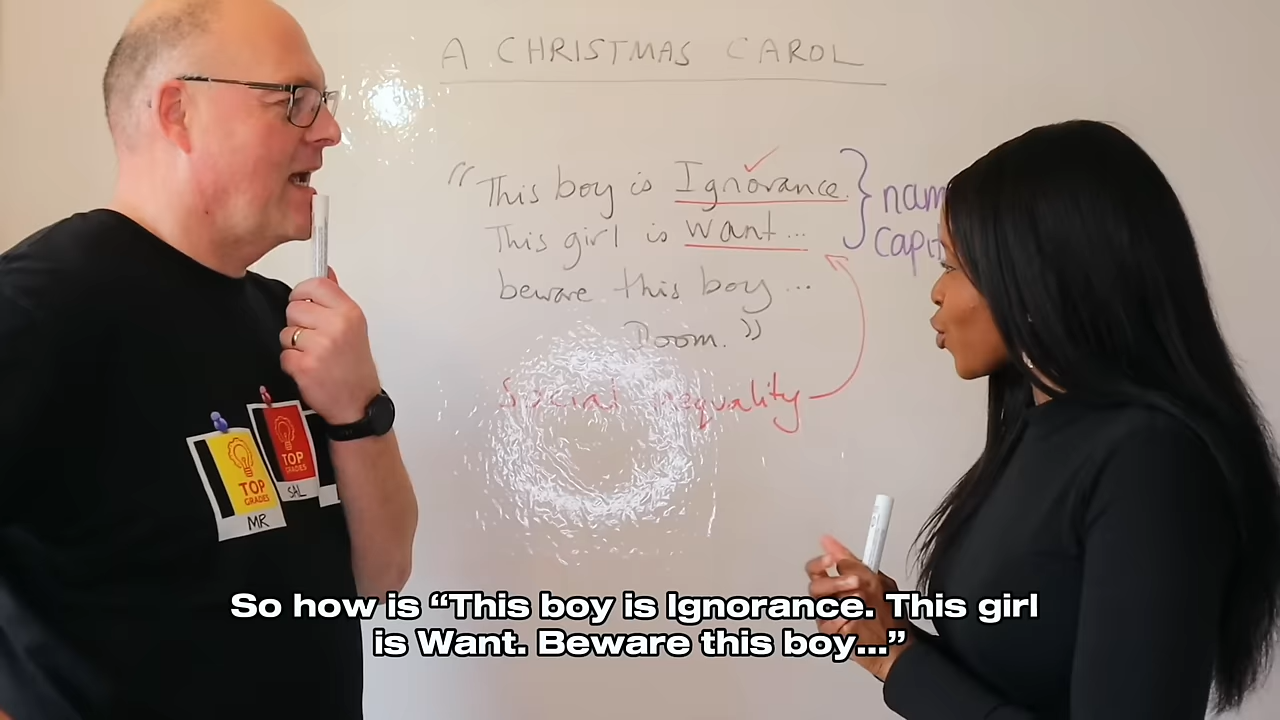 A CHRISTMAS CAROL
"This boy is Ignorance.
This girl is Want...
beware this boy...
Doom."
Social inequality
TOP
GRADES
MR
TOP
GRADES
SAL
So how is “This boy is Ignorance. This girl
is Want. Beware this boy...”